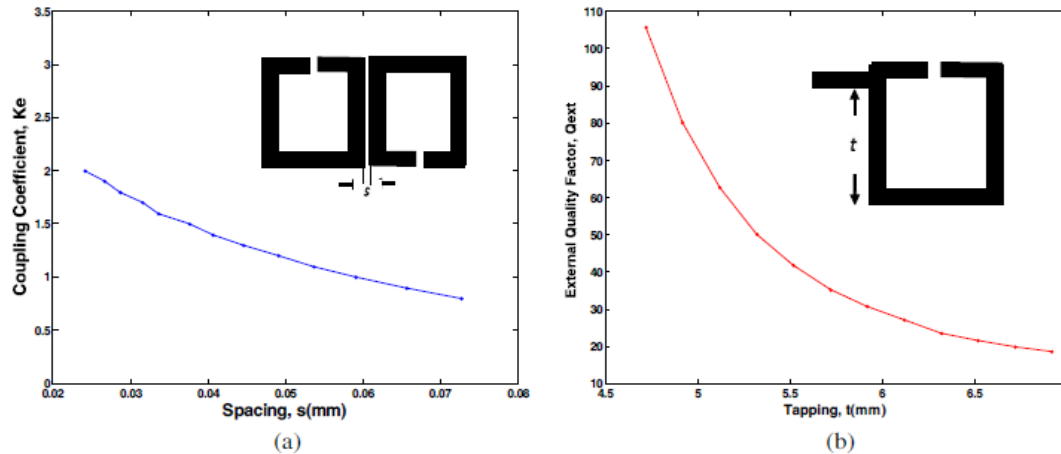 3.5
3
2.5
2
1.5
1
0.5
0
Coupling Coefficient, Ke
s
0.02 0.03 0.04 0.05 0.06 0.07 0.08
Spacing, s(mm)
(a)
110
100
90
80
70
60
50
40
30
20
10
External Quality Factor, Qext
t
4.5 5 5.5 6 6.5
Tapping, t(mm)
(b)